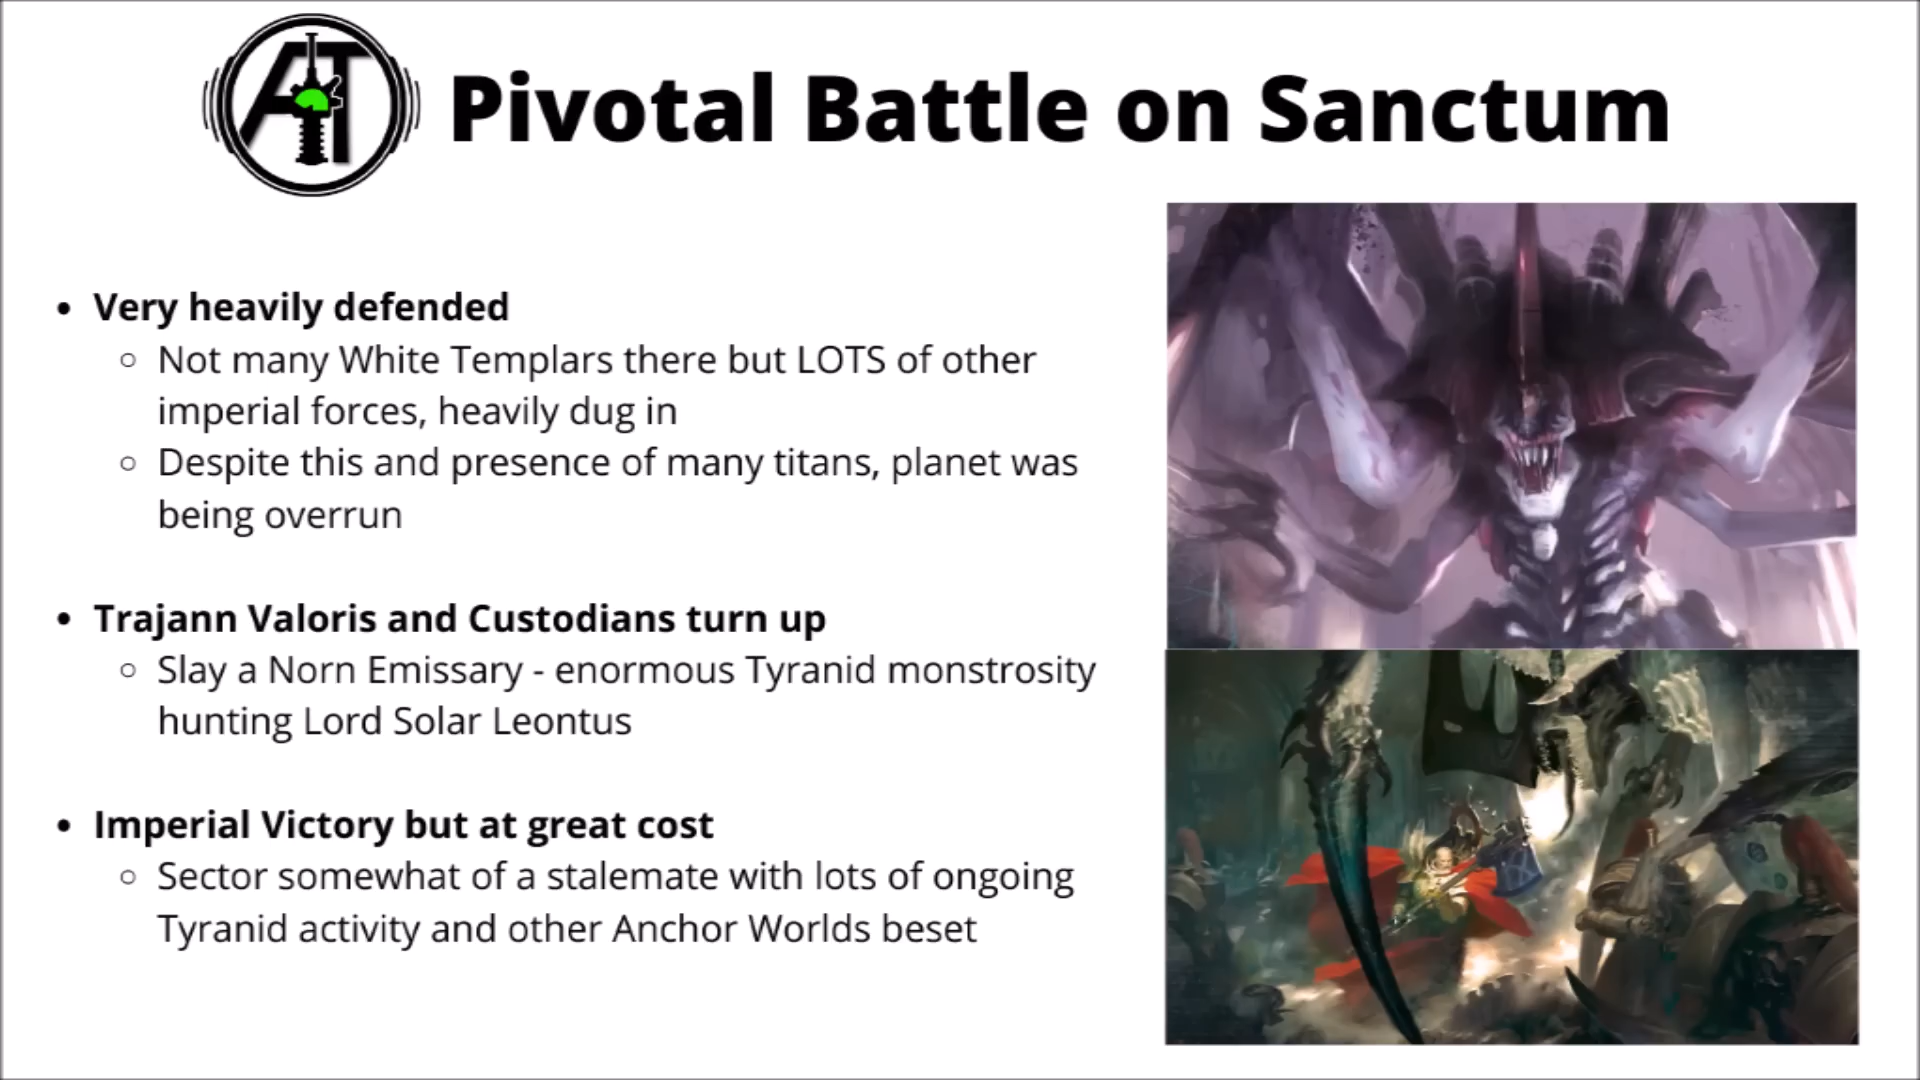 AT
Pivotal Battle on Sanctum
• Very heavily defended
○ Not many White Templars there but LOTS of other
imperial forces, heavily dug in
○ Despite this and presence of many titans, planet was
being overrun
• Trajann Valoris and Custodians turn up
○ Slay a Norn Emissary - enormous Tyranid monstrosity
hunting Lord Solar Leontus
• Imperial Victory but at great cost
○ Sector somewhat of a stalemate with lots of ongoing
Tyranid activity and other Anchor Worlds beset